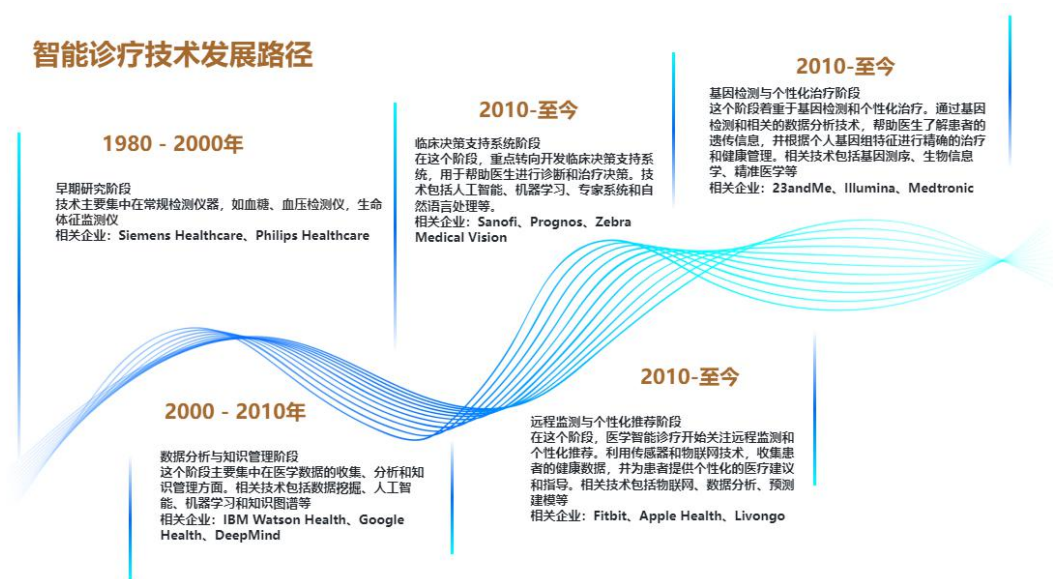 智能诊疗技术发展路径
1980 - 2000年
早期研究阶段
技术主要集中在常规检测仪器，如血糖、血压检测仪，生命
体征监测仪
相关企业：Siemens Healthcare、Philips Healthcare
2000 - 2010年
数据分析与知识管理阶段
这个阶段主要集中在医学数据的收集、分析和知
识管理方面。相关技术包括数据挖掘、人工智
能、机器学习和知识图谱等
相关企业：IBM Watson Health、Google
Health、DeepMind
2010-至今
临床决策支持系统阶段
在这个阶段，重点转向开发临床决策支持系
统，用于帮助医生进行诊断和治疗决策。技
术包括人工智能、机器学习、专家系统和自
然语言处理等。
相关企业：Sanofi、Prognos、Zebra
Medical Vision
2010-至今
远程监测与个性化推荐阶段
在这个阶段，医学智能诊疗开始关注远程监测和
个性化推荐。利用传感器和物联网技术，收集患
者的健康数据，并为患者提供个性化的医疗建议
和指导。相关技术包括物联网、数据分析、预测
建模等
相关企业：Fitbit、Apple Health、Livongo
2010-至今
基因检测与个性化治疗阶段
这个阶段着重于基因检测和个性化治疗。通过基因
检测和相关的数据分析技术，帮助医生了解患者的
遗传信息，并根据个人基因组特征进行精确的治疗
和健康管理。相关技术包括基因测序、生物信息
学、精准医学等
相关企业：23andMe、Illumina、Medtronic